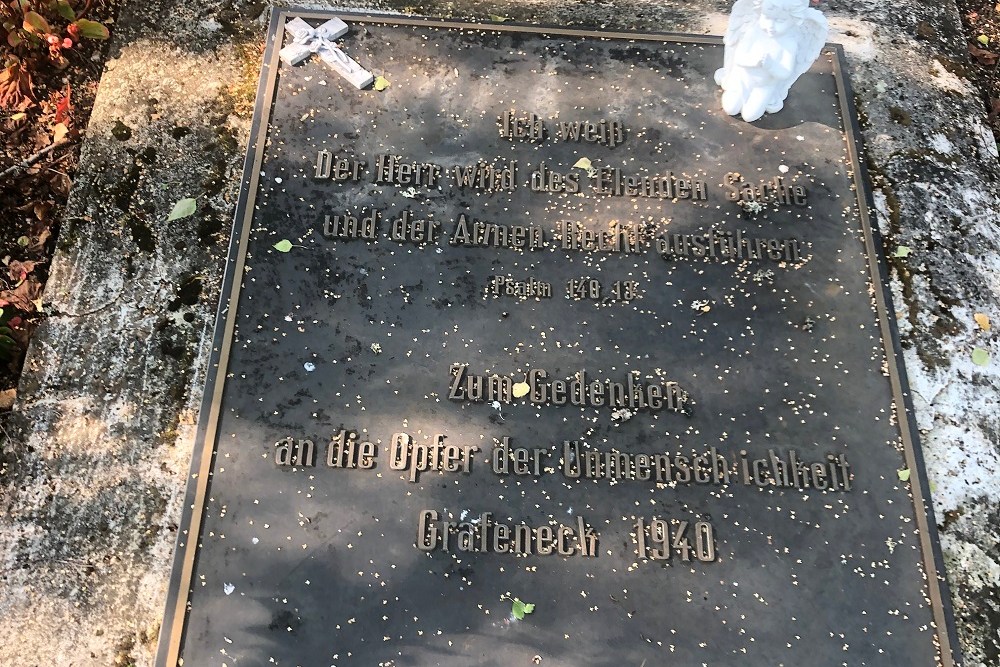 Ich weiß
Der Herr wird des Elenden Sache
und der Armen Recht ausführen
Psalm 140,13
Zum Gedenken
an die Opfer der Unmenschlichkeit
Grafeneck 1940